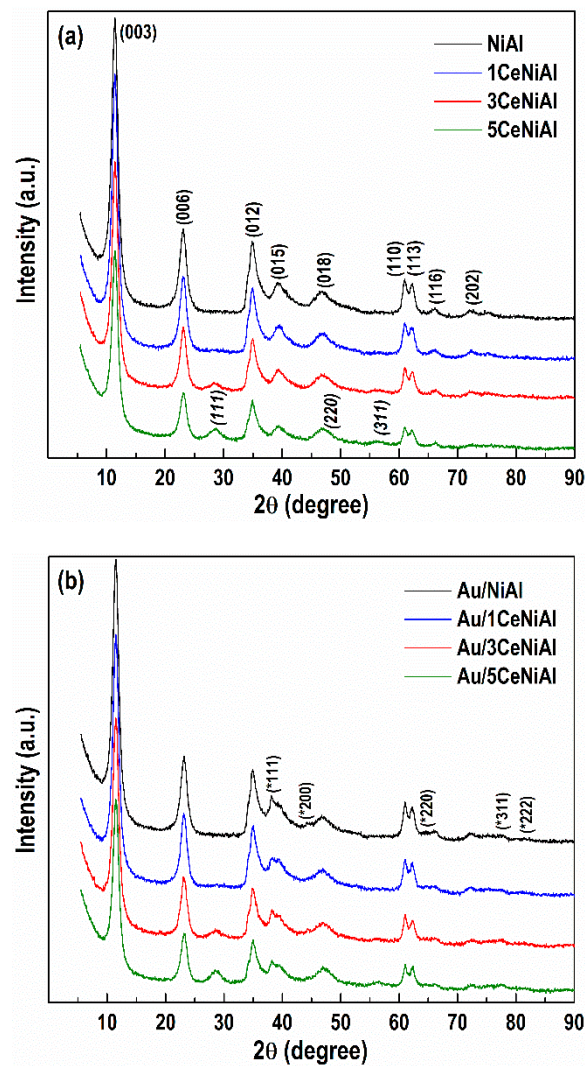 (a)
(003)
NiAl
1CeNiAl
3CeNiAl
5CeNiAl
(006)
(012)
(015)
(018)
(110)
(113)
(116)
(202)
(111)
(220)
(311)
Intensity (a.u.)
10 20 30 40 50 60 70 80 90
2θ (degree)
(b)
Au/NiAl
Au/1CeNiAl
Au/3CeNiAl
Au/5CeNiAl
(*111)
(*200)
(*220)
(*311)
(*222)
Intensity (a.u.)
10 20 30 40 50 60 70 80 90
2θ (degree)